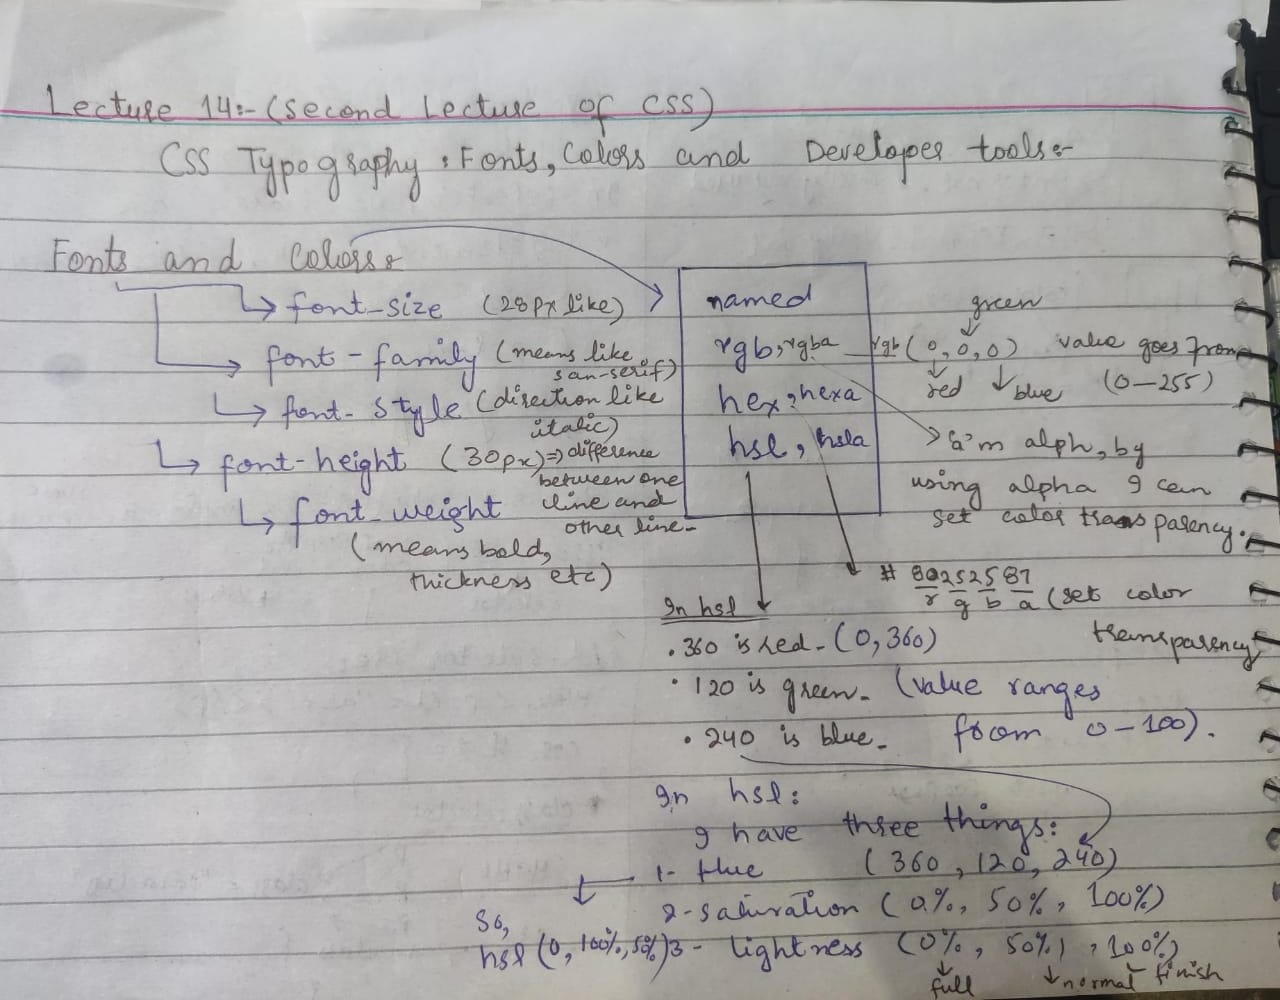 Lecture 14:- (Second Lecture of CSS)
CSS Typography : Fonts, Colors and Developer tools:-
Fonts and Colors:
↳ font-size (28px like)
→ font-family (means like san-serif)
↳ font-style (direction like italic)
↳ font-height (30px) => difference between one line and other line-
↳ font-weight
(means bold, thickness etc)
named
rgb, rgba
hex, hexa
hsl, hsla
green
rgb (0,0,0) value goes from
red blue (0-255)
'a' m alph, by
using alpha I can
set color transparency.
# 80252587
r g b a (set color
transparency
In hsl
. 360 is red - (0, 360)
. 120 is green - (value ranges
. 240 is blue - from 0-100).
In hsl:
I have three things:
1- Hue (360, 120, 240)
2-saturation (0%, 50%, 100%)
So,
hsl (0, 100%, 50%) 3- lightness (0%, 50%, 100%)
full normal finish